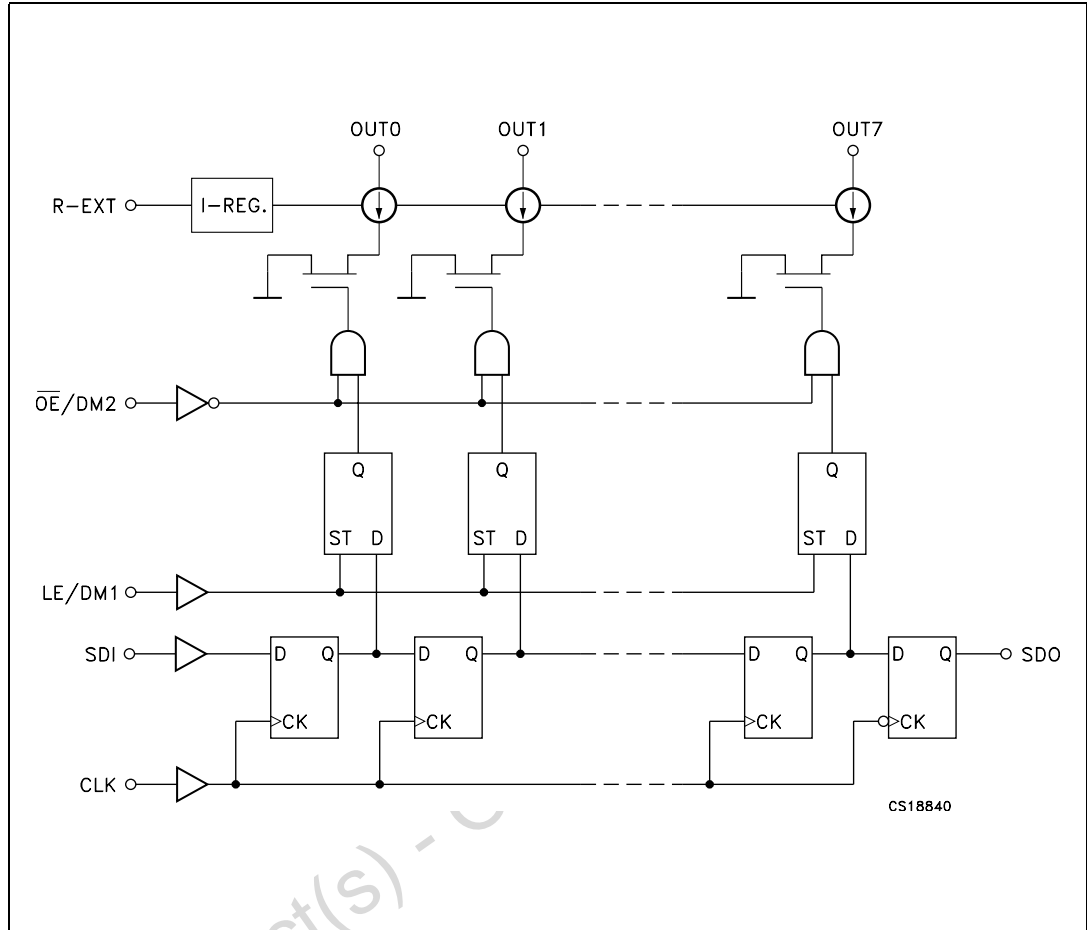 OUT0 OUT1 OUT7
R-EXT I-REG.
O̅E̅/DM2
Q Q Q
ST D ST D ST D
LE/DM1
SDI D Q D Q D Q D Q SDO
CK CK CK CK
CLK
CS18840
ct(s) -